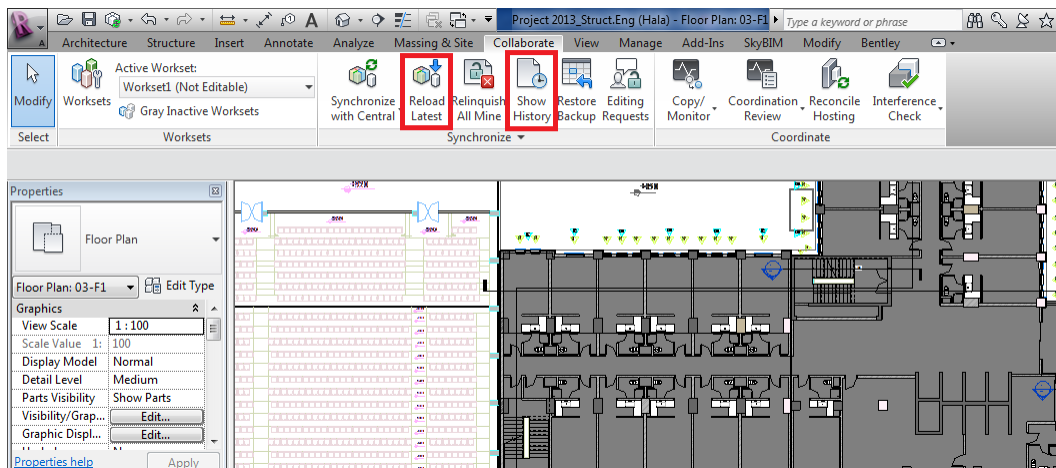 Project 2013_Struct.Eng (Hala) - Floor Plan: 03-F1
Type a keyword or phrase
Architecture Structure Insert Annotate Analyze Massing & Site Collaborate View Manage Add-Ins SkyBIM Modify Bentley
Modify
Select
Worksets
Active Workset:
Workset1 (Not Editable)
Gray Inactive Worksets
Worksets
Synchronize
with Central
Reload
Latest
Relinquish
All Mine
Show
History
Restore
Backup
Editing
Requests
Synchronize
Copy/
Monitor
Coordination
Review
Reconcile
Hosting
Interference
Check
Coordinate
Properties
Floor Plan
Floor Plan: 03-F1
Edit Type
Graphics
View Scale 1 : 100
Scale Value 1: 100
Display Model Normal
Detail Level Medium
Parts Visibility Show Parts
Visibility/Grap... Edit...
Graphic Displ... Edit...
Properties help
Apply